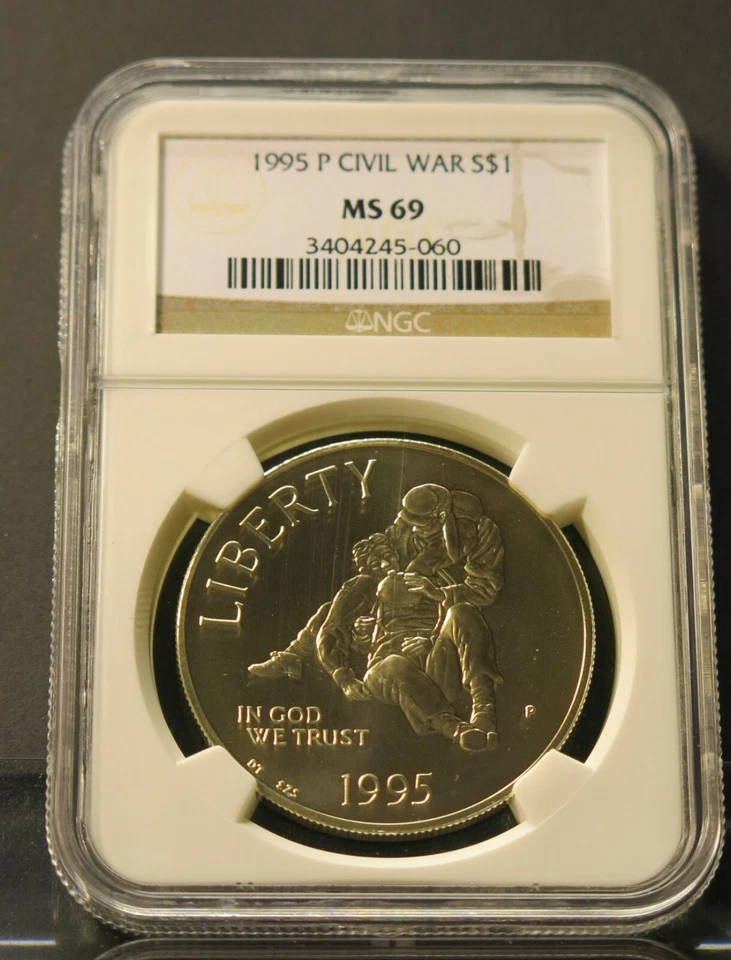 1995 P CIVIL WAR S$1
MS 69
3404245-060
NGC
LIBERTY
IN GOD
WE TRUST
P
1995